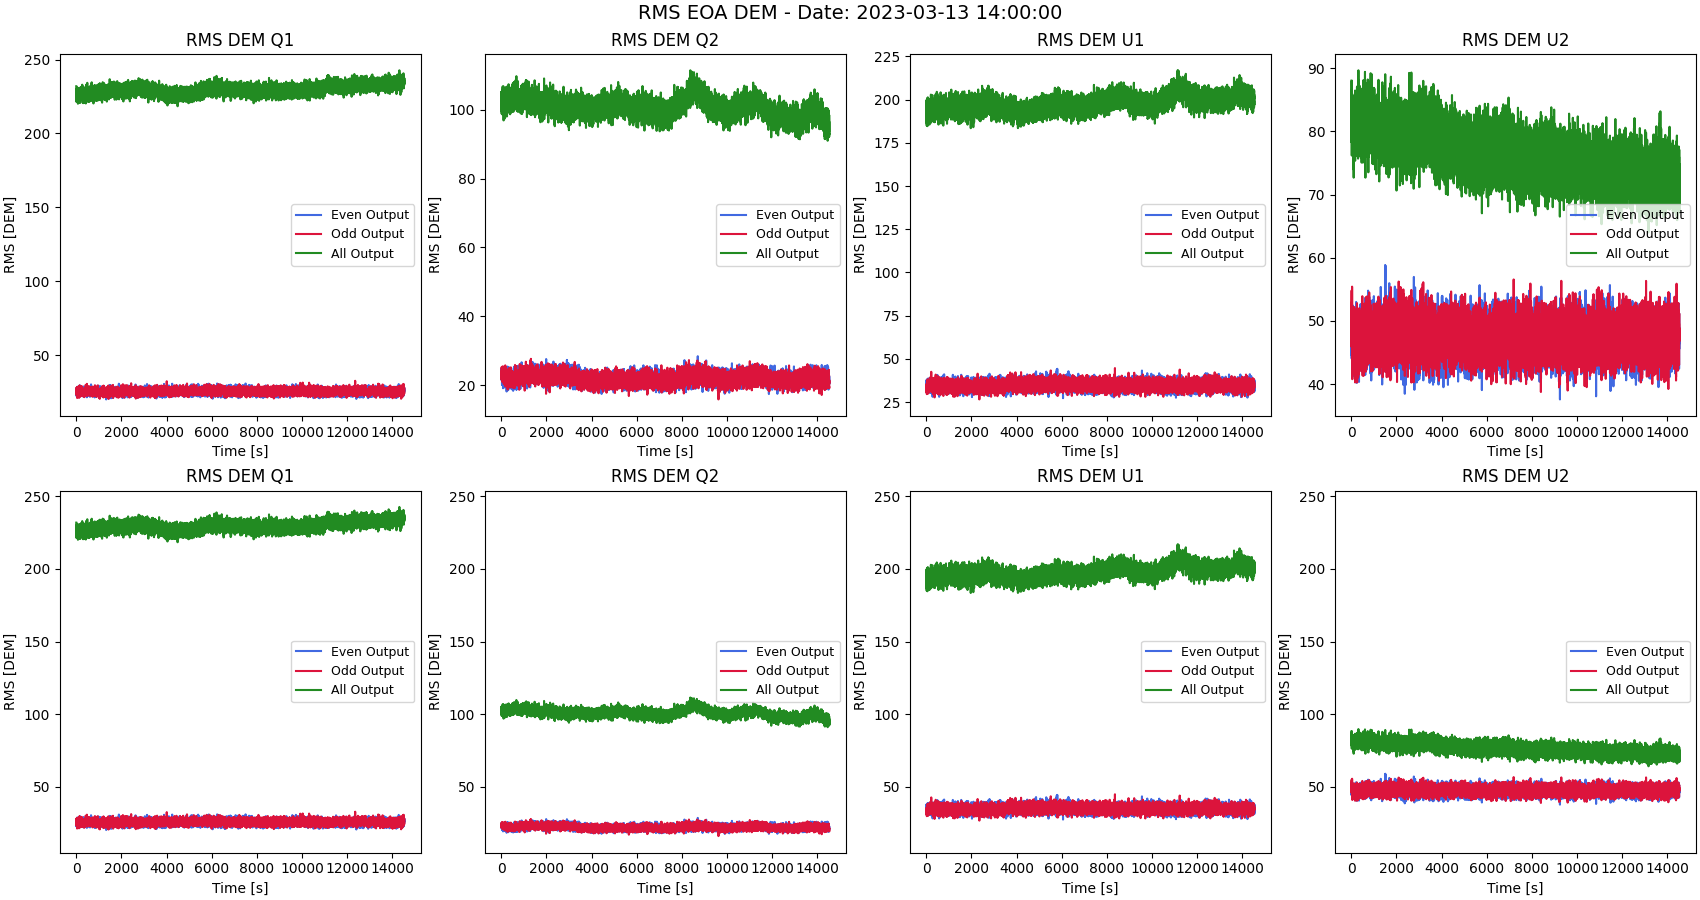 RMS EOA DEM - Date: 2023-03-13 14:00:00
RMS DEM Q1
RMS [DEM]
250
200
150
100
50
Even Output
Odd Output
All Output
0 2000 4000 6000 8000 10000 12000 14000
Time [s]
RMS DEM Q2
RMS [DEM]
100
80
60
40
20
Even Output
Odd Output
All Output
0 2000 4000 6000 8000 10000 12000 14000
Time [s]
RMS DEM U1
RMS [DEM]
225
200
175
150
125
100
75
50
25
Even Output
Odd Output
All Output
0 2000 4000 6000 8000 10000 12000 14000
Time [s]
RMS DEM U2
RMS [DEM]
90
80
70
60
50
40
Even Output
Odd Output
All Output
0 2000 4000 6000 8000 10000 12000 14000
Time [s]
RMS DEM Q1
RMS [DEM]
250
200
150
100
50
Even Output
Odd Output
All Output
0 2000 4000 6000 8000 10000 12000 14000
Time [s]
RMS DEM Q2
RMS [DEM]
250
200
150
100
50
Even Output
Odd Output
All Output
0 2000 4000 6000 8000 10000 12000 14000
Time [s]
RMS DEM U1
RMS [DEM]
250
200
150
100
50
Even Output
Odd Output
All Output
0 2000 4000 6000 8000 10000 12000 14000
Time [s]
RMS DEM U2
RMS [DEM]
250
200
150
100
50
Even Output
Odd Output
All Output
0 2000 4000 6000 8000 10000 12000 14000
Time [s]